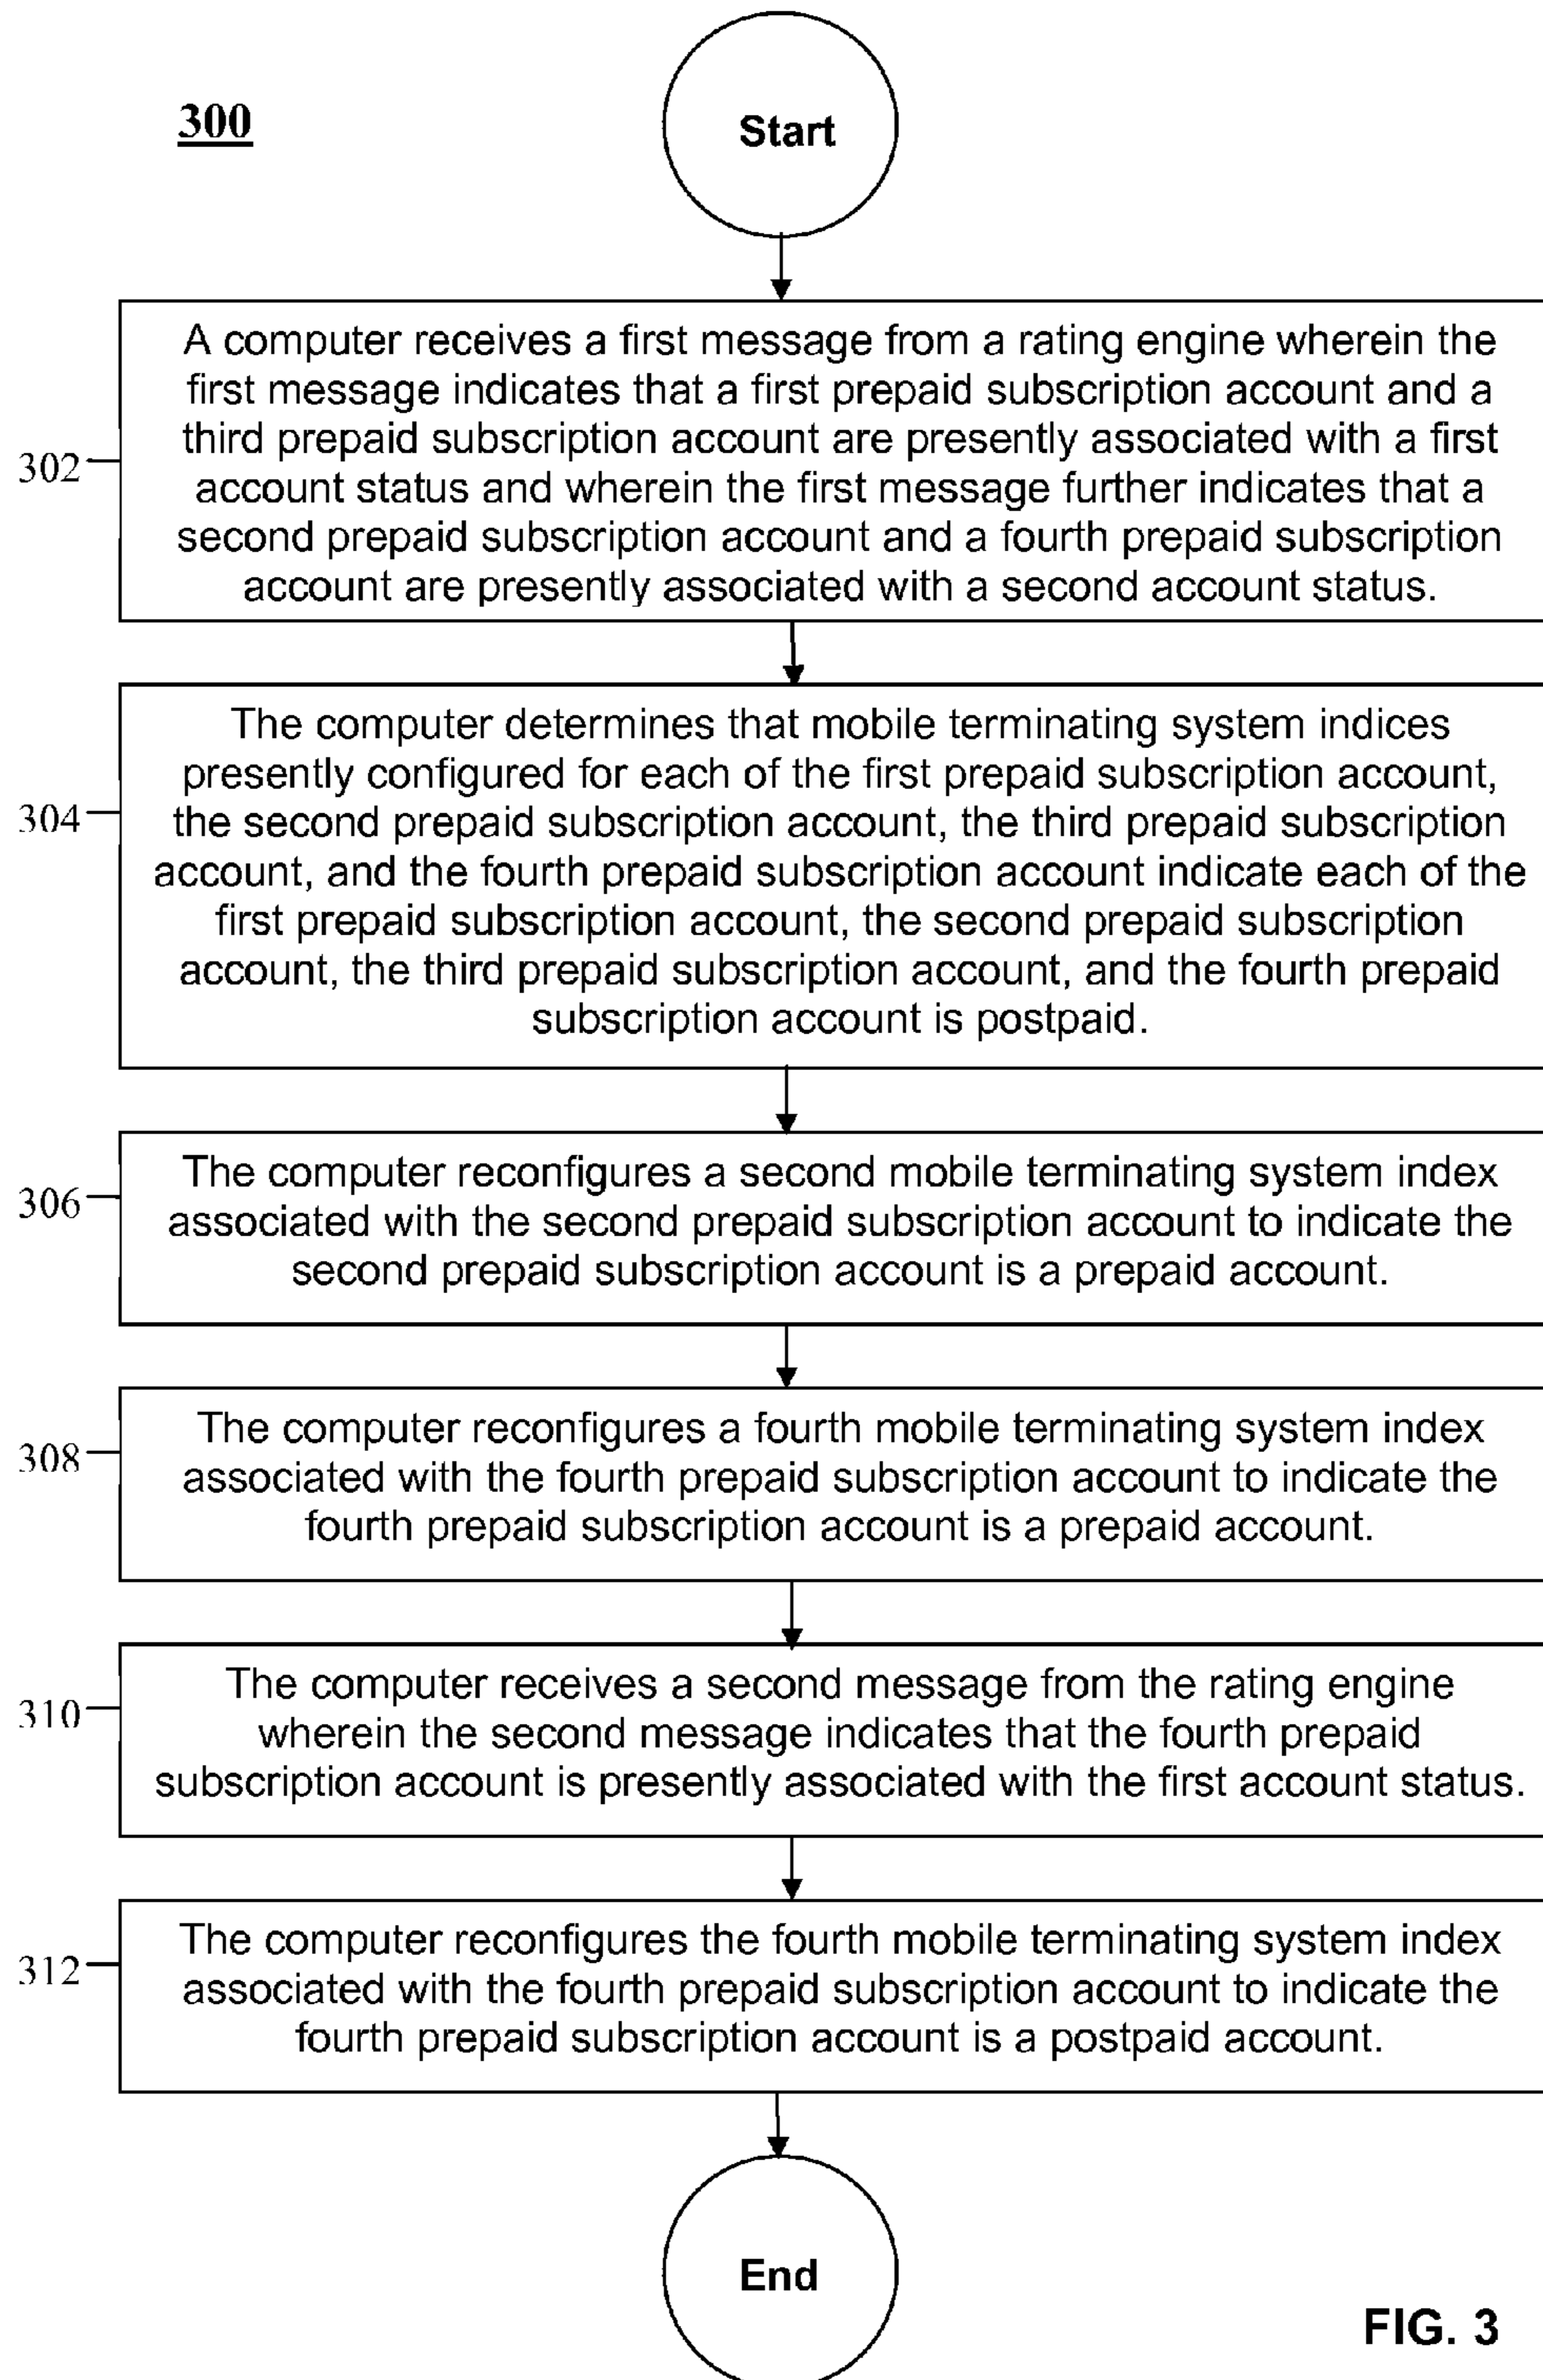 300
Start
302
A computer receives a first message from a rating engine wherein the
first message indicates that a first prepaid subscription account and a
third prepaid subscription account are presently associated with a first
account status and wherein the first message further indicates that a
second prepaid subscription account and a fourth prepaid subscription
account are presently associated with a second account status.
304
The computer determines that mobile terminating system indices
presently configured for each of the first prepaid subscription account,
the second prepaid subscription account, the third prepaid subscription
account, and the fourth prepaid subscription account indicate each of the
first prepaid subscription account, the second prepaid subscription
account, the third prepaid subscription account, and the fourth prepaid
subscription account is postpaid.
306
The computer reconfigures a second mobile terminating system index
associated with the second prepaid subscription account to indicate the
second prepaid subscription account is a prepaid account.
308
The computer reconfigures a fourth mobile terminating system index
associated with the fourth prepaid subscription account to indicate the
fourth prepaid subscription account is a prepaid account.
310
The computer receives a second message from the rating engine
wherein the second message indicates that the fourth prepaid
subscription account is presently associated with the first account status.
312
The computer reconfigures the fourth mobile terminating system index
associated with the fourth prepaid subscription account to indicate the
fourth prepaid subscription account is a postpaid account.
End
FIG. 3